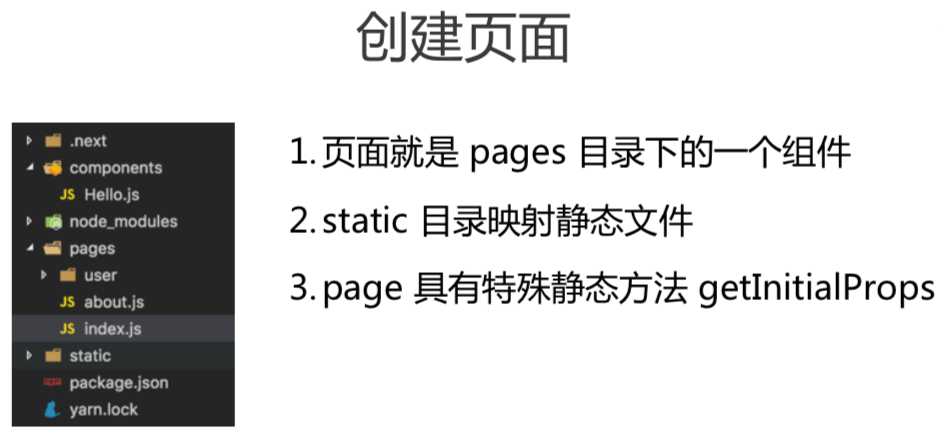 创建页面
.next
components
JS Hello.js
node_modules
pages
user
JS about.js
JS index.js
static
package.json
yarn.lock
1. 页面就是 pages 目录下的一个组件
2. static 目录映射静态文件
3. page 具有特殊静态方法 getInitialProps